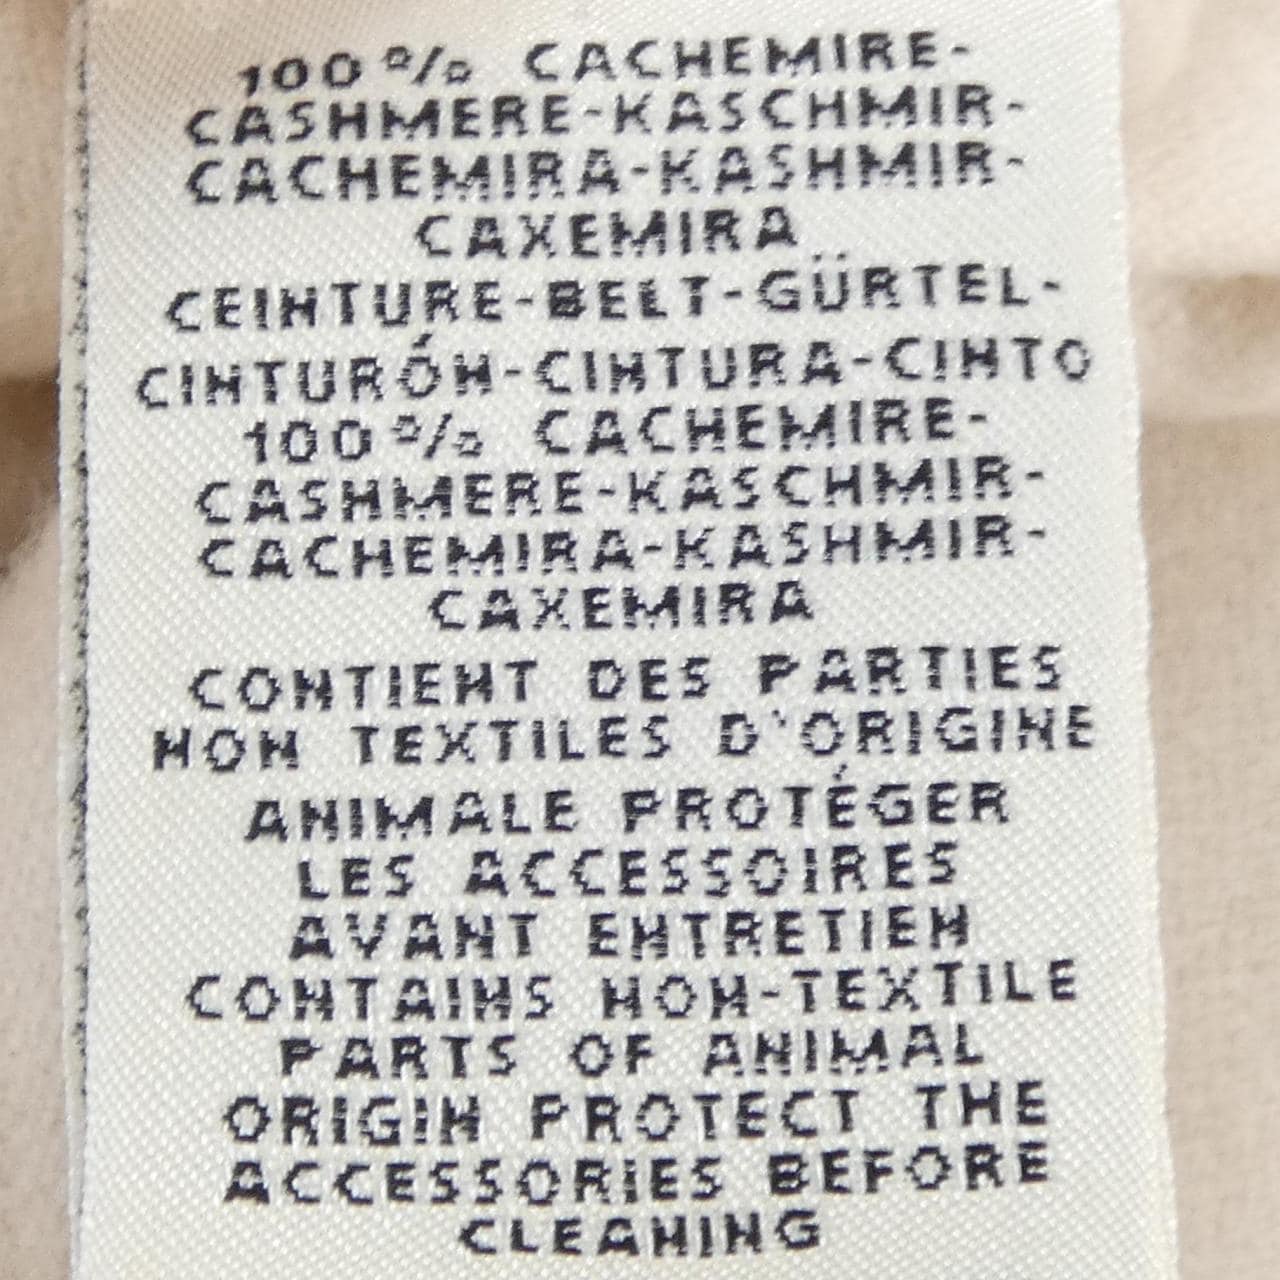 100% CACHEMIRE-
CASHMERE-KASCHMIR-
CACHEMIRA-KASHMIR-
CAXEMIRA
CEINTURE-BELT-GÜRTEL-
CINTURÓN-CINTURA-CINTO
100% CACHEMIRE-
CASHMERE-KASCHMIR-
CACHEMIRA-KASHMIR-
CAXEMIRA
CONTIENT DES PARTIES
NON TEXTILES D'ORIGINE
ANIMALE PROTÉGER
LES ACCESSOIRES
AVANT ENTRETIEN
CONTAINS NON-TEXTILE
PARTS OF ANIMAL
ORIGIN PROTECT THE
ACCESSORIES BEFORE
CLEANING